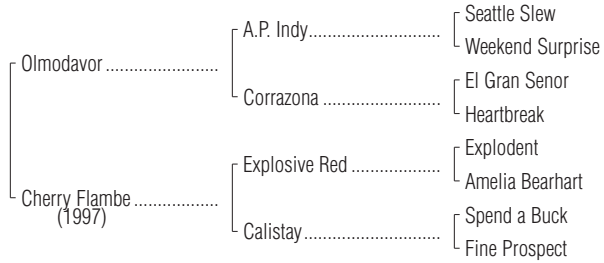 Seattle Slew
A.P. Indy..............................
Weekend Surprise
Olmodavor .........................
El Gran Senor
Corrazona ..........................
Heartbreak
Explodent
Explosive Red ....................
Amelia Bearhart
Cherry Flambe ...................
(1997)
Spend a Buck
Calistay...............................
Fine Prospect